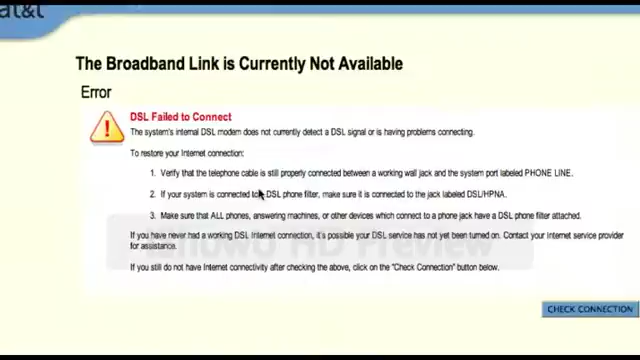 at&t
The Broadband Link is Currently Not Available
Error
DSL Failed to Connect
The system's internal DSL modem does not currently detect a DSL signal or is having problems connecting.
To restore your Internet connection:
1. Verify that the telephone cable is still properly connected between a working wall jack and the system port labeled PHONE LINE.
2. If your system is connected to DSL phone filter, make sure it is connected to the jack labeled DSL/HPNA.
3. Make sure that ALL phones, answering machines, or other devices which connect to a phone jack have a DSL phone filter attached.
If you have never had a working DSL Internet connection, it's possible your DSL service has not yet been turned on. Contact your Internet service provider
for assistance.
If you still do not have Internet connectivity after checking the above, click on the "Check Connection" button below.
CHECK CONNECTION